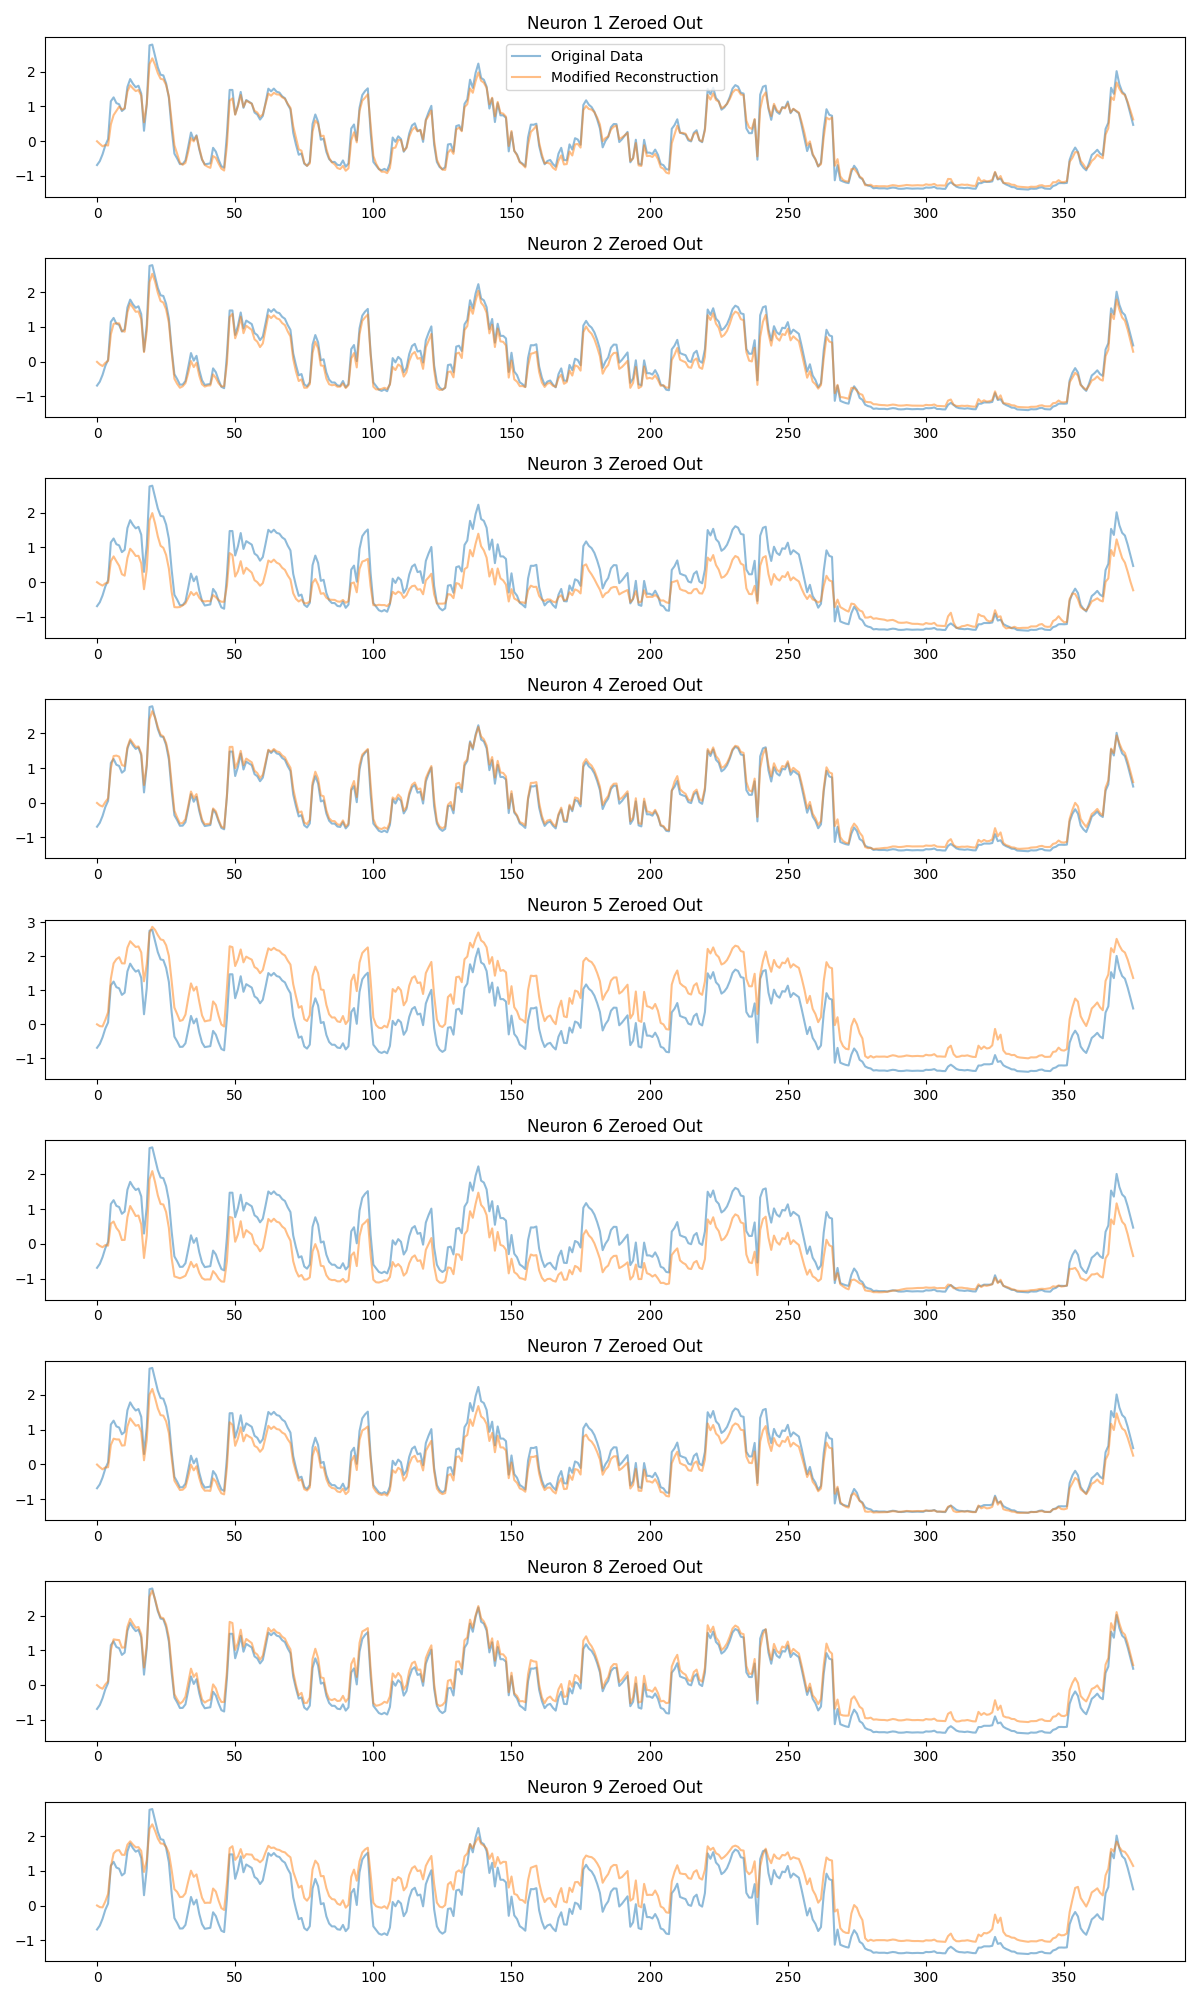 Neuron 1 Zeroed Out
Original Data
Modified Reconstruction
2
1
0
−1
0 50 100 150 200 250 300 350
Neuron 2 Zeroed Out
2
1
0
−1
0 50 100 150 200 250 300 350
Neuron 3 Zeroed Out
2
1
0
−1
0 50 100 150 200 250 300 350
Neuron 4 Zeroed Out
2
1
0
−1
0 50 100 150 200 250 300 350
Neuron 5 Zeroed Out
3
2
1
0
−1
0 50 100 150 200 250 300 350
Neuron 6 Zeroed Out
2
1
0
−1
0 50 100 150 200 250 300 350
Neuron 7 Zeroed Out
2
1
0
−1
0 50 100 150 200 250 300 350
Neuron 8 Zeroed Out
2
1
0
−1
0 50 100 150 200 250 300 350
Neuron 9 Zeroed Out
2
1
0
−1
0 50 100 150 200 250 300 350